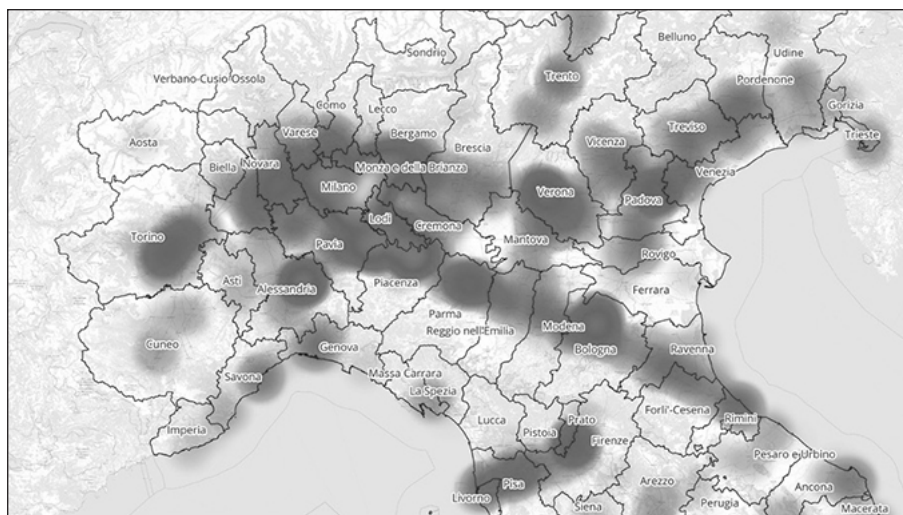 Belluno
Sondrio
Udine
Verbano-Cusio-Ossola
Trento
Pordenone
Como
Lecco
Gorizia
Varese
Bergamo
Treviso
Trieste
Aosta
Vicenza
Brescia
Biella
Novara
Monza e della Brianza
Venezia
Milano
Verona
Padova
Lodi
Cremona
Torino
Pavia
Mantova
Rovigo
Asti
Alessandria
Piacenza
Ferrara
Parma
Reggio nell'Emilia
Modena
Cuneo
Genova
Bologna
Ravenna
Massa Carrara
Savona
La Spezia
Forli'-Cesena
Rimini
Lucca
Prato
Imperia
Pistoia
Firenze
Pesaro e Urbino
Pisa
Arezzo
Ancona
Livorno
Siena
Perugia
Macerata